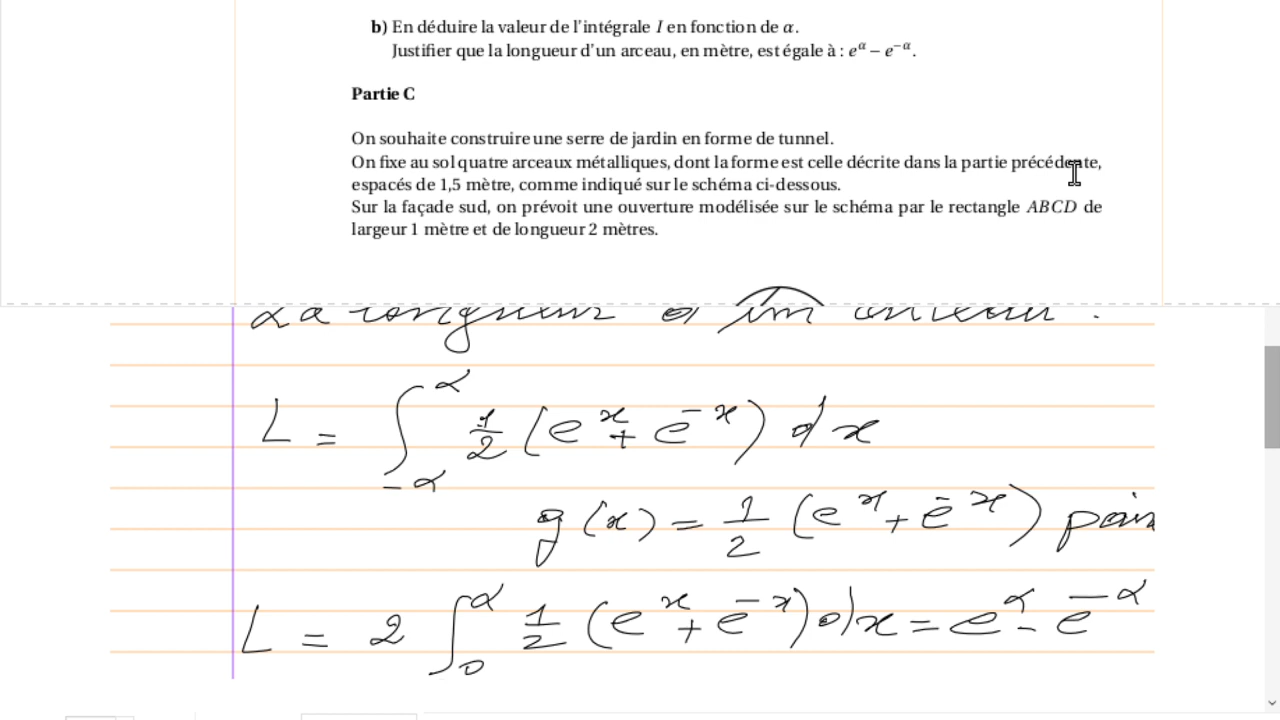 b) En déduire la valeur de l'intégrale I en fonction de α.
Justifier que la longueur d'un arceau, en mètre, est égale à : e^α − e^−α.
Partie C
On souhaite construire une serre de jardin en forme de tunnel.
On fixe au sol quatre arceaux métalliques, dont la forme est celle décrite dans la partie précédente,
espacés de 1,5 mètre, comme indiqué sur le schéma ci-dessous.
Sur la façade sud, on prévoit une ouverture modélisée sur le schéma par le rectangle ABCD de
largeur 1 mètre et de longueur 2 mètres.
La longueur d'un arceau.
L = ∫_{-α}^{α} 1/2 (e^x + e^-x) dx
g(x) = 1/2 (e^x + e^-x) pair
L = 2 ∫_0^α 1/2 (e^x + e^-x) dx = e^α - e^-α